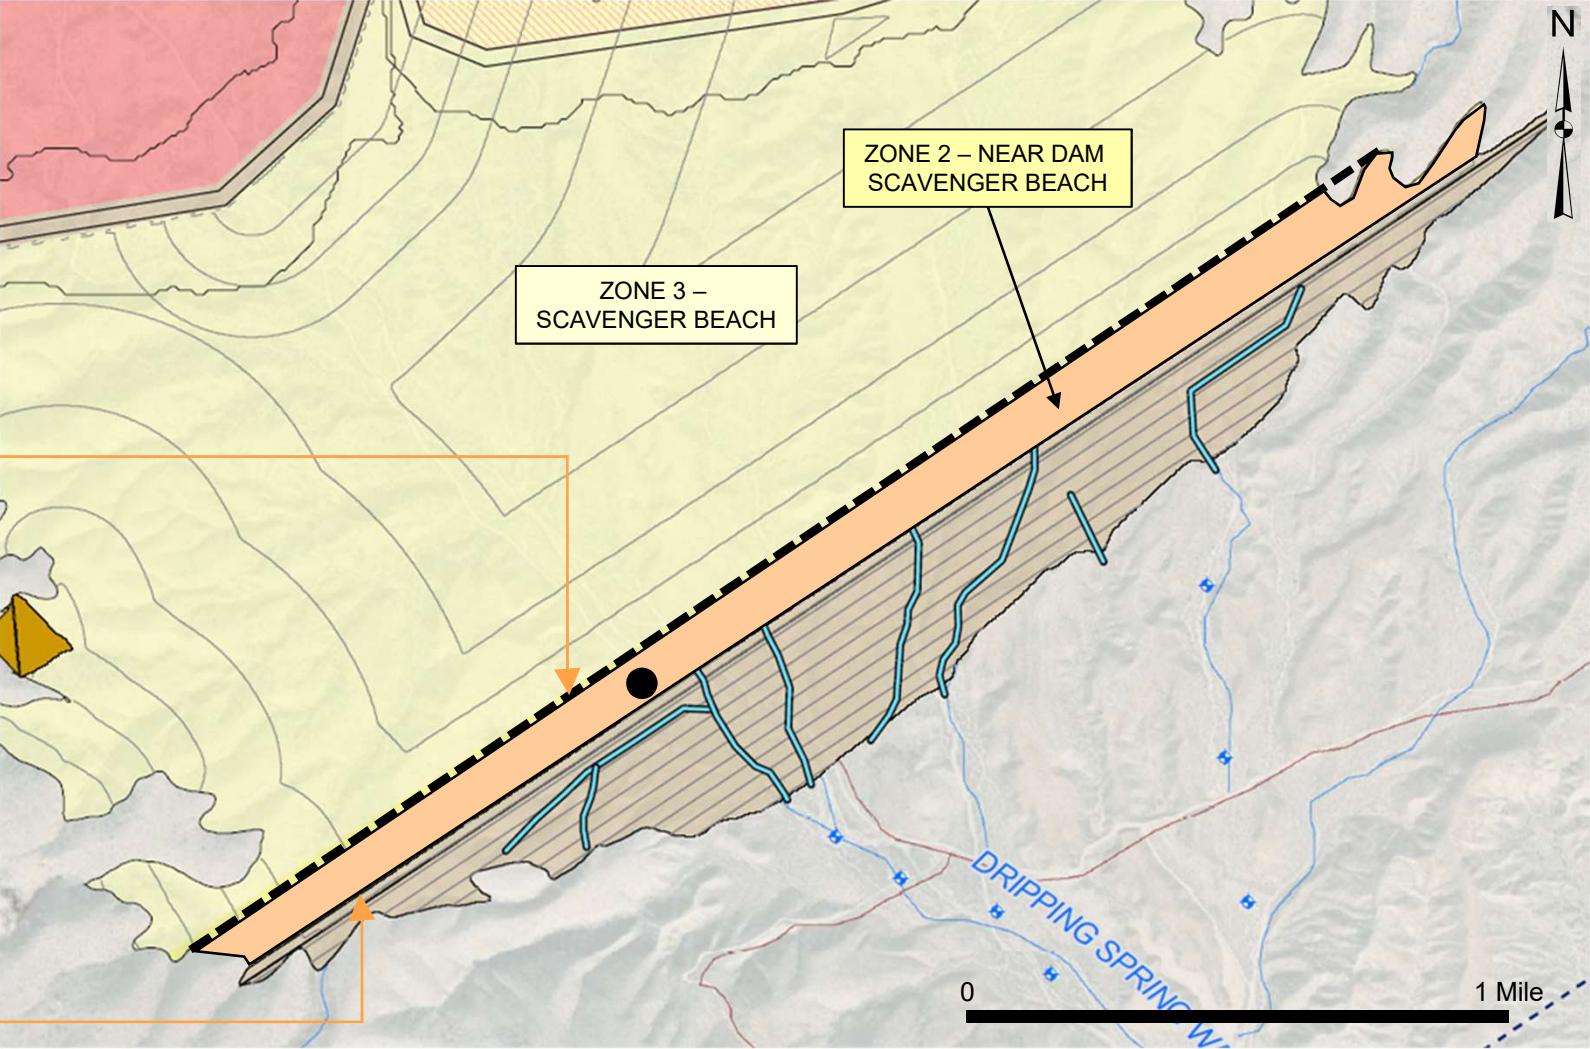 N
ZONE 2 – NEAR DAM
SCAVENGER BEACH
ZONE 3 –
SCAVENGER BEACH
DRIPPING SPRING
0
1 Mile